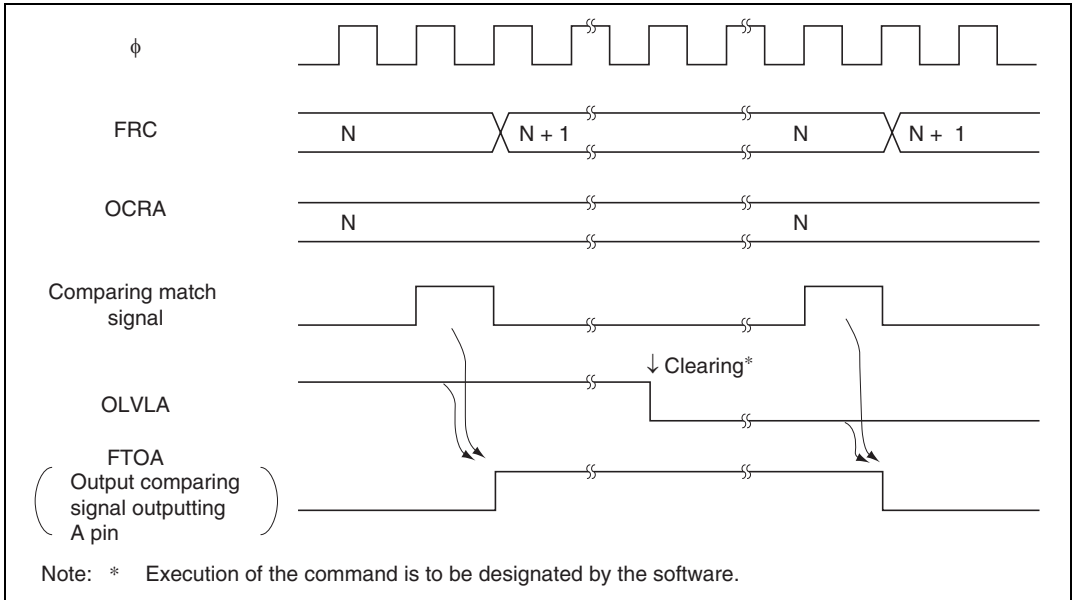 ϕ
FRC
N
N + 1
N
N + 1
OCRA
N
N
Comparing match
signal
↓ Clearing*
OLVLA
FTOA
Output comparing
signal outputting
A pin
Note: * Execution of the command is to be designated by the software.